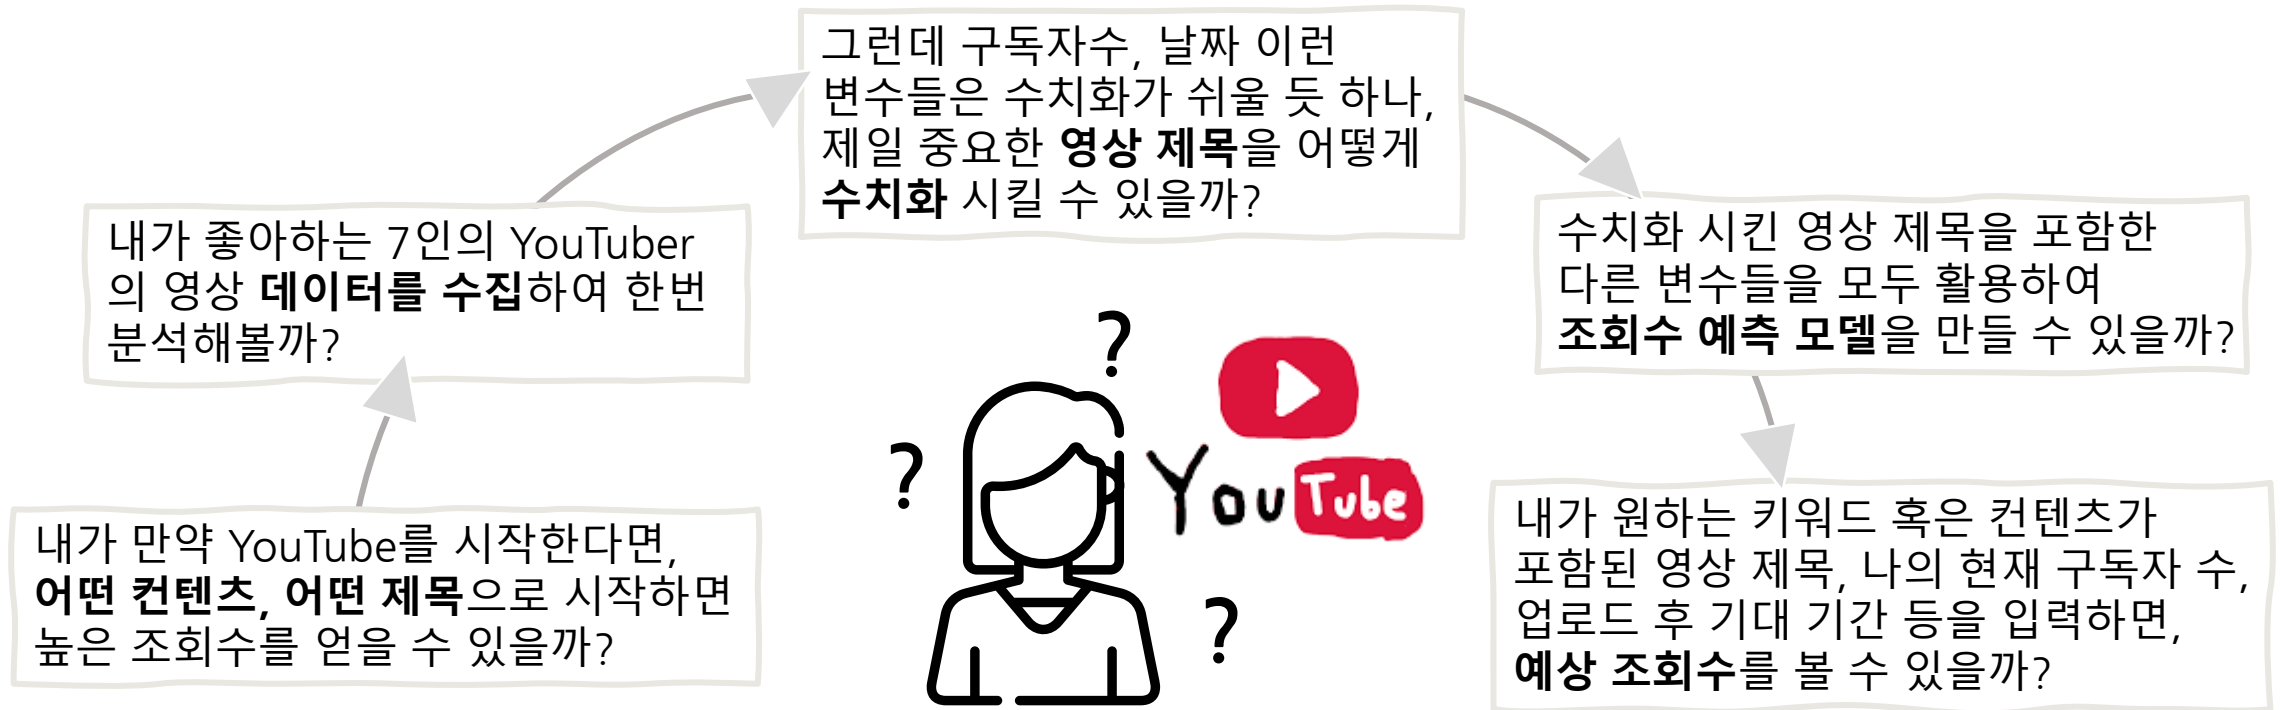 내가 만약 YouTube를 시작한다면,
어떤 컨텐츠, 어떤 제목으로 시작하면
높은 조회수를 얻을 수 있을까?
내가 좋아하는 7인의 YouTuber
의 영상 데이터를 수집하여 한번
분석해볼까?
그런데 구독자수, 날짜 이런
변수들은 수치화가 쉬울 듯 하나,
제일 중요한 영상 제목을 어떻게
수치화 시킬 수 있을까?
수치화 시킨 영상 제목을 포함한
다른 변수들을 모두 활용하여
조회수 예측 모델을 만들 수 있을까?
내가 원하는 키워드 혹은 컨텐츠가
포함된 영상 제목, 나의 현재 구독자 수,
업로드 후 기대 기간 등을 입력하면,
예상 조회수를 볼 수 있을까?
?
?
?
YouTube